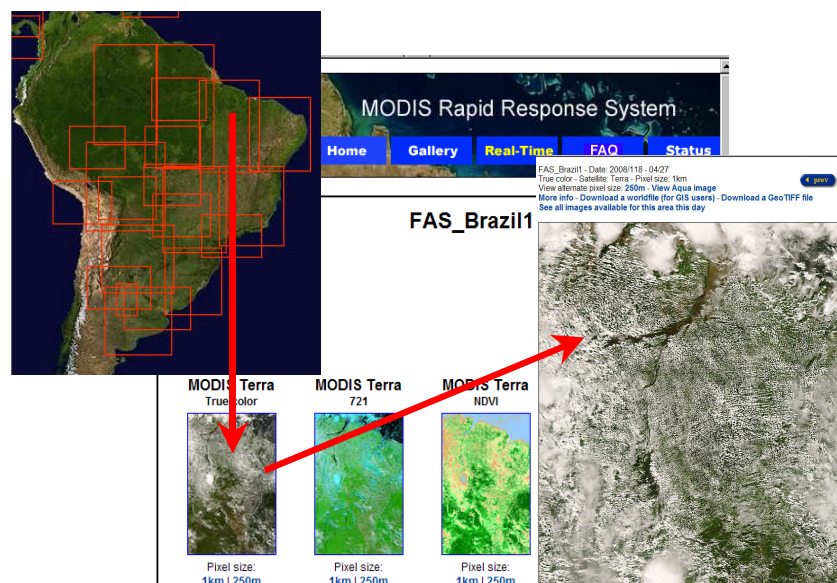 MODIS Rapid Response System
Home Gallery Real-Time FAQ Status
FAS_Brazil1 - Date: 2008/118 - 04/27
True color - Satellite: Terra - Pixel size: 1km
prev
View alternate pixel size: 250m - View Aqua image
More info - Download a worldfile (for GIS users) - Download a GeoTIFF file
See all images available for this area this day
FAS_Brazil1
MODIS Terra
True color
MODIS Terra
721
MODIS Terra
NDVI
Pixel size:
1km | 250m
Pixel size:
1km | 250m
Pixel size:
1km | 250m